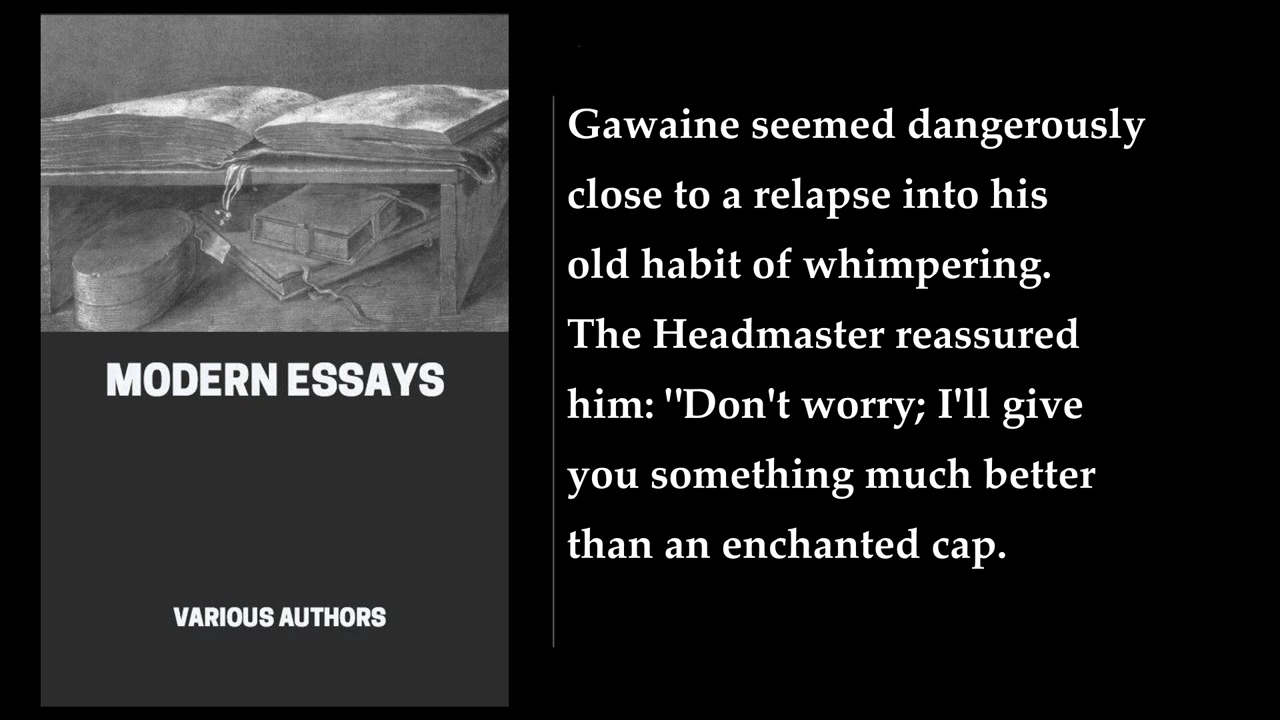 MODERN ESSAYS
VARIOUS AUTHORS
Gawaine seemed dangerously
close to a relapse into his
old habit of whimpering.
The Headmaster reassured
him: "Don't worry; I'll give
you something much better
than an enchanted cap.